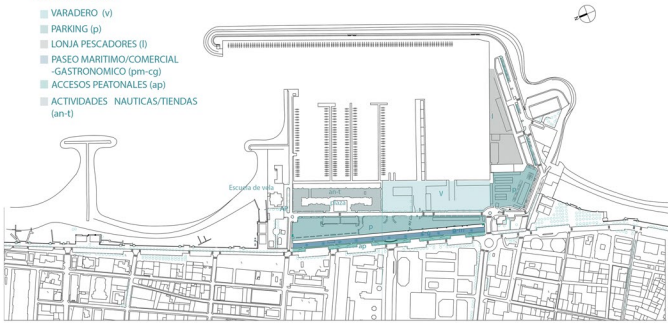 VARADERO (v)
PARKING (p)
LONJA PESCADORES (l)
PASEO MARITIMO/COMERCIAL
-GASTRONOMICO (pm-cg)
ACCESOS PEATONALES (ap)
ACTIVIDADES NAUTICAS/TIENDAS
(an-t)
l
Escuela de vela
an-t
v
p
ap